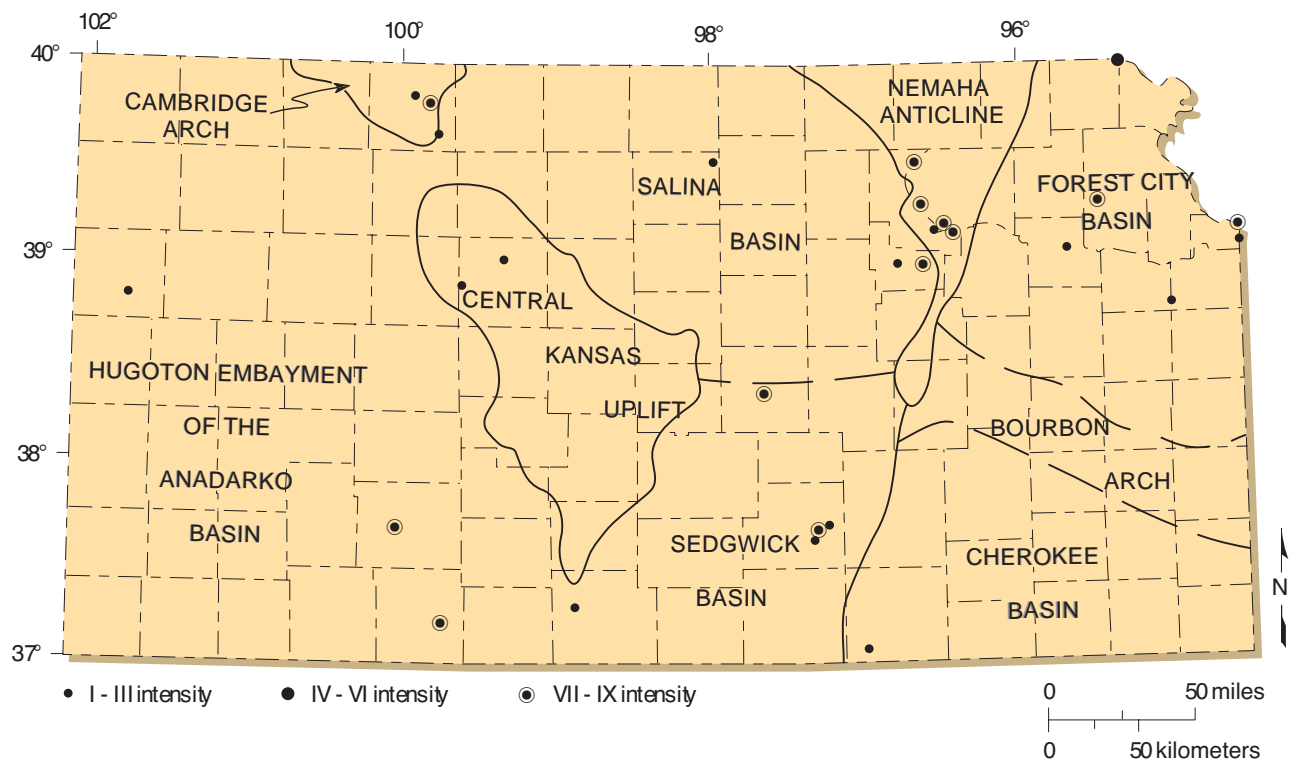 102°
100°
98°
96°
40°
39°
38°
37°
CAMBRIDGE
ARCH
NEMAHA
ANTICLINE
SALINA
BASIN
FOREST CITY
BASIN
CENTRAL
KANSAS
UPLIFT
HUGOTON EMBAYMENT
OF THE
ANADARKO
BASIN
BOURBON
ARCH
SEDGWICK
BASIN
CHEROKEE
BASIN
N
I - III intensity
IV - VI intensity
VII - IX intensity
0 50 miles
0 50 kilometers